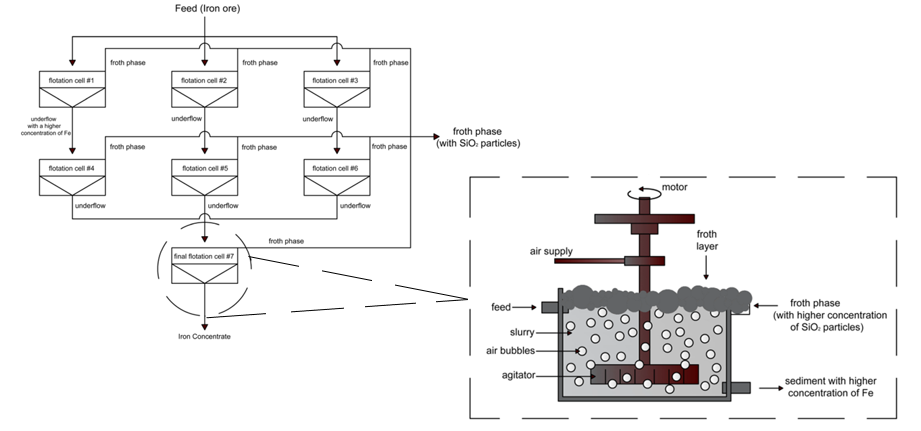 Feed (Iron ore)
froth phase
froth phase
froth phase
flotation cell #1
flotation cell #2
flotation cell #3
underflow
with a higher
concentration of Fe
underflow
underflow
froth phase
froth phase
froth phase
froth phase
(with SiO₂ particles)
flotation cell #4
flotation cell #5
flotation cell #6
underflow
underflow
underflow
froth phase
final flotation cell #7
Iron Concentrate
motor
air supply
froth
layer
feed
froth phase
(with higher concentration
of SiO₂ particles)
slurry
air bubbles
agitator
sediment with higher
concentration of Fe